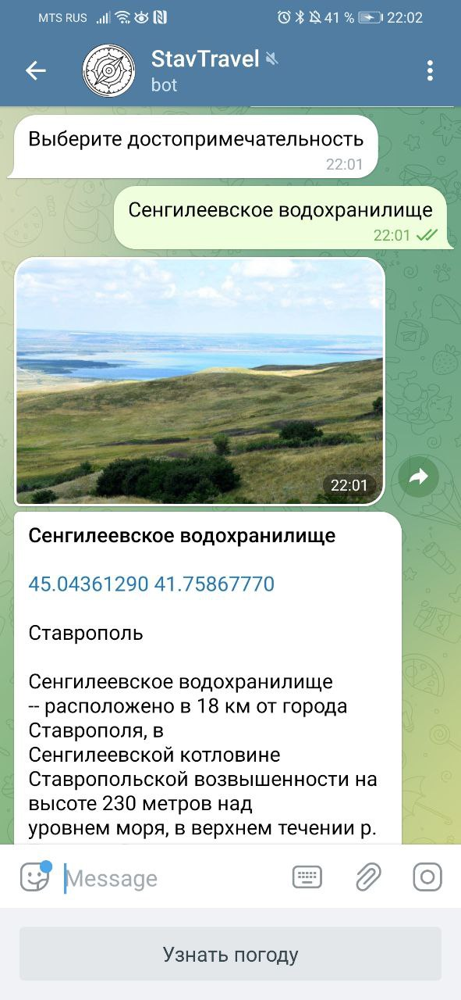 MTS RUS 41 % 22:02
StavTravel
bot
Выберите достопримечательность
22:01
Сенгилеевское водохранилище
22:01
22:01
Сенгилеевское водохранилище
45.04361290 41.75867770
Ставрополь
Сенгилеевское водохранилище
-- расположено в 18 км от города
Ставрополя, в
Сенгилеевской котловине
Ставропольской возвышенности на
высоте 230 метров над
уровнем моря, в верхнем течении р.
Message
Узнать погоду